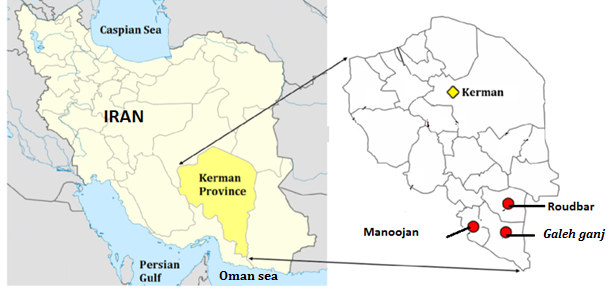 Caspian Sea
IRAN
Kerman
Province
Persian
Gulf
Oman sea
Kerman
Roudbar
Manoojan
Galeh ganj